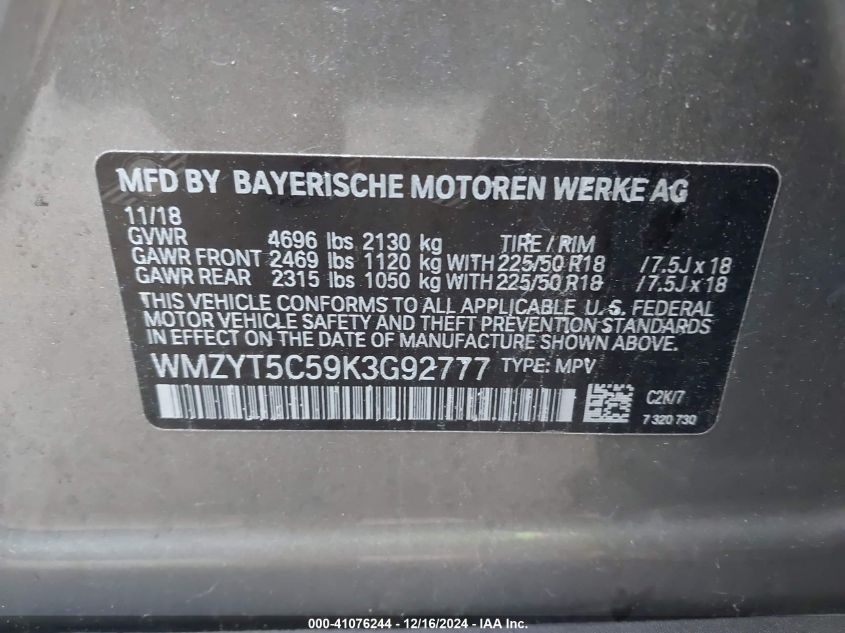 MFD BY BAYERISCHE MOTOREN WERKE AG
11/18
GVWR 4696 lbs 2130 kg TIRE / RIM
GAWR FRONT 2469 lbs 1120 kg WITH 225/50 R18 / 7.5J x 18
GAWR REAR 2315 lbs 1050 kg WITH 225/50 R18 / 7.5J x 18
THIS VEHICLE CONFORMS TO ALL APPLICABLE U.S. FEDERAL
MOTOR VEHICLE SAFETY AND THEFT PREVENTION STANDARDS
IN EFFECT ON THE DATE OF MANUFACTURE SHOWN ABOVE.
WMZYT5C59K3G92777 TYPE: MPV
C2K/7
7 320 730
000-41076244 - 12/16/2024 - IAA Inc.